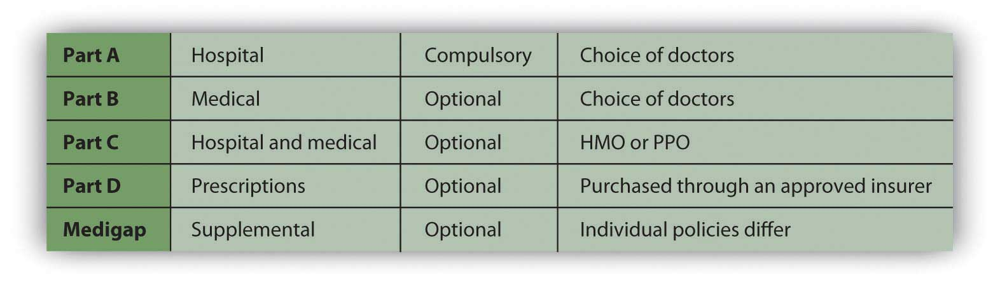 Part A Hospital Compulsory Choice of doctors
Part B Medical Optional Choice of doctors
Part C Hospital and medical Optional HMO or PPO
Part D Prescriptions Optional Purchased through an approved insurer
Medigap Supplemental Optional Individual policies differ